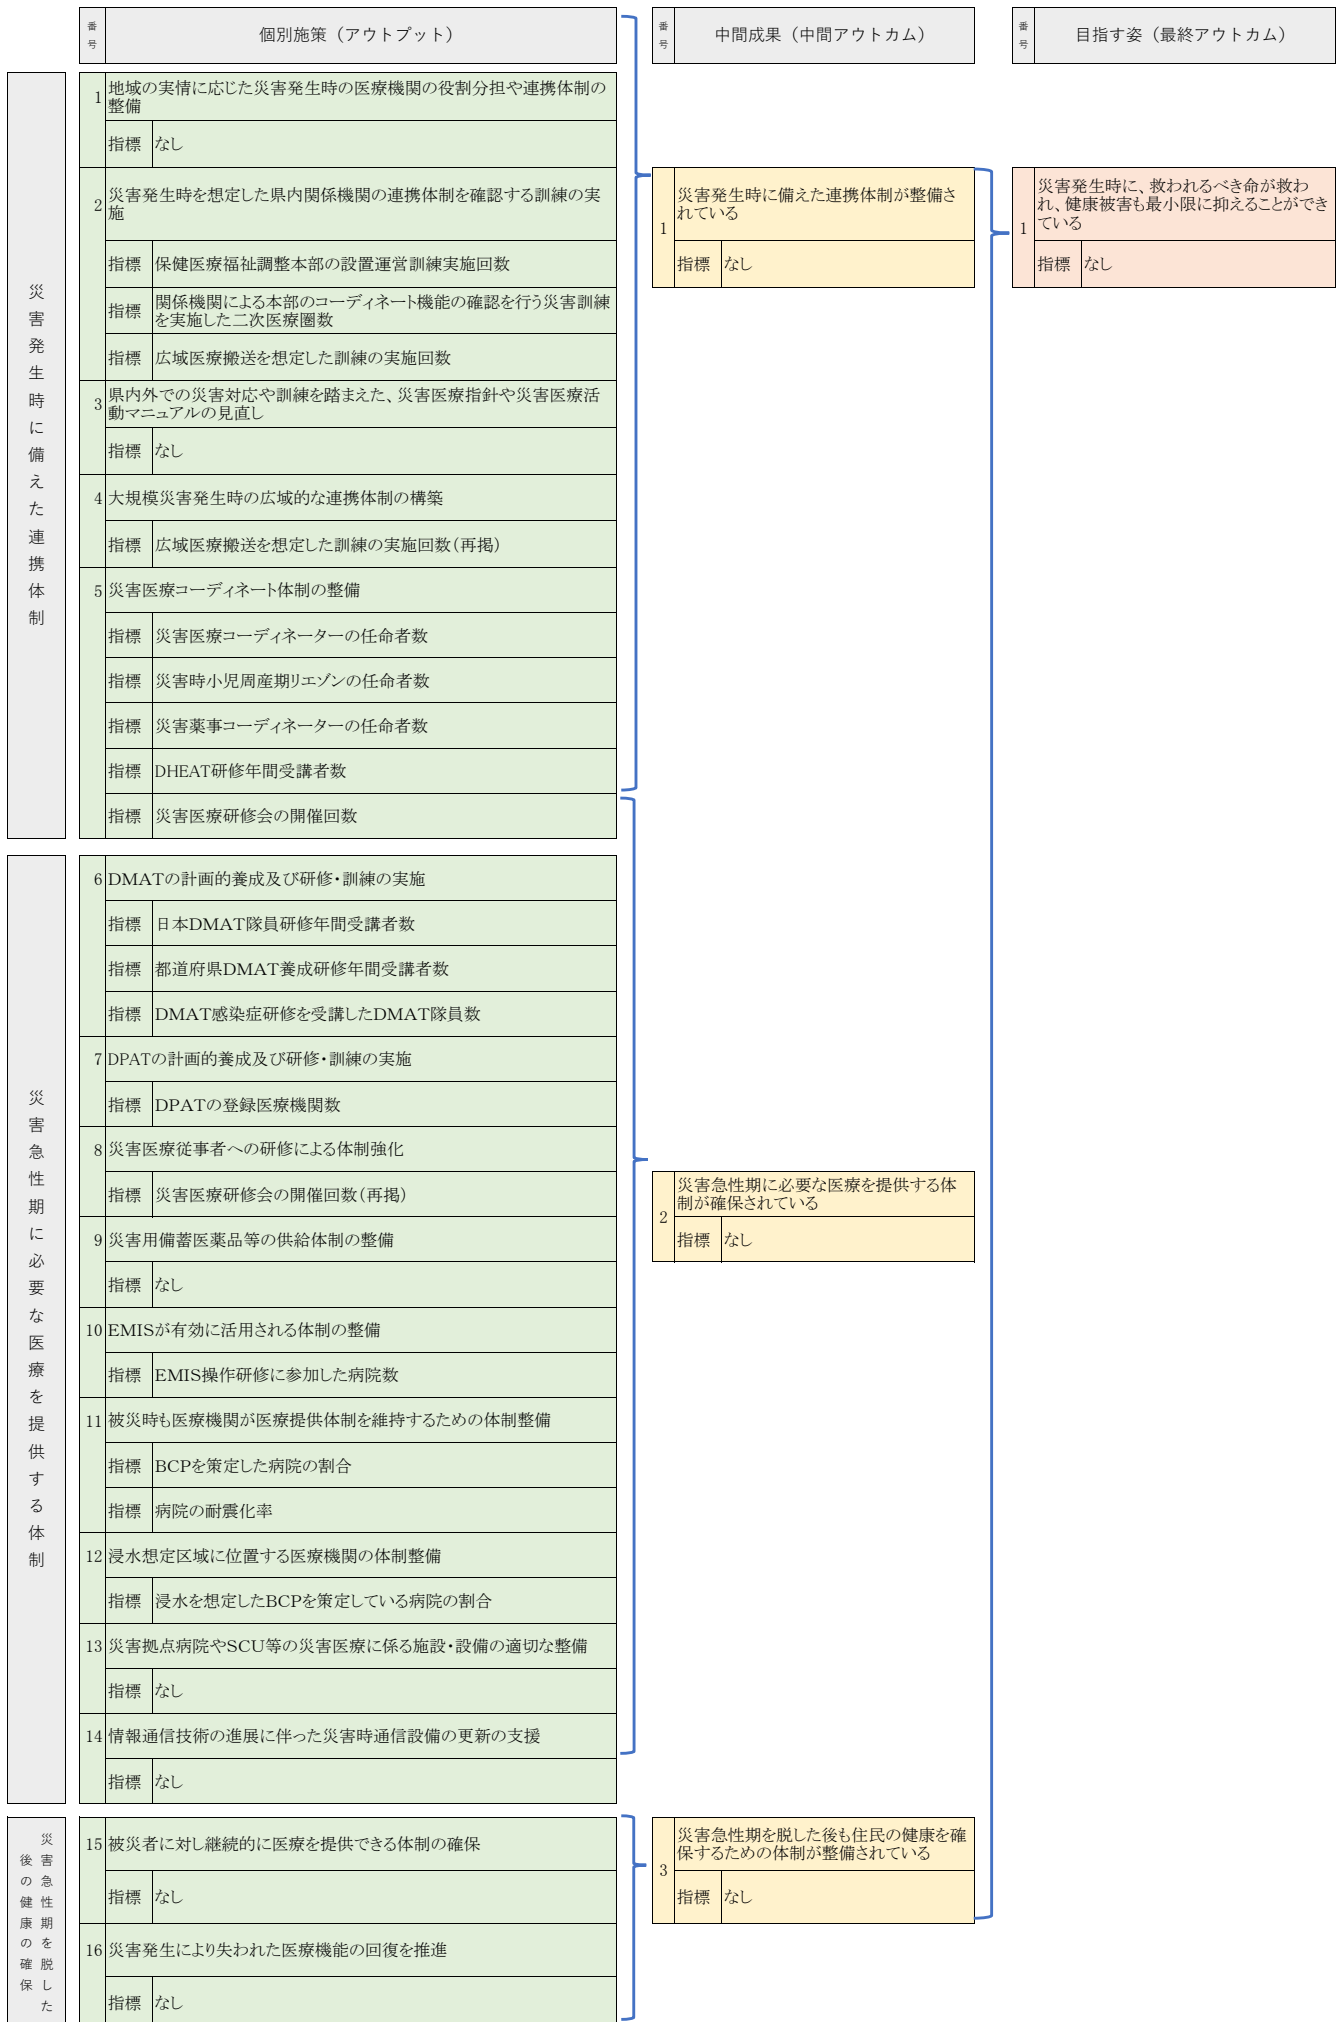 番号
個別施策（アウトプット）
番号
中間成果（中間アウトカム）
番号
目指す姿（最終アウトカム）
災害発生時に備えた連携体制
1
地域の実情に応じた災害発生時の医療機関の役割分担や連携体制の
整備
指標 なし
2
災害発生時を想定した県内関係機関の連携体制を確認する訓練の実
施
指標 保健医療福祉調整本部の設置運営訓練実施回数
指標 関係機関による本部のコーディネート機能の確認を行う災害訓練
を実施した二次医療圏数
指標 広域医療搬送を想定した訓練の実施回数
3
県内外での災害対応や訓練を踏まえた、災害医療指針や災害医療活
動マニュアルの見直し
指標 なし
4 大規模災害発生時の広域的な連携体制の構築
指標 広域医療搬送を想定した訓練の実施回数(再掲)
5 災害医療コーディネート体制の整備
指標 災害医療コーディネーターの任命者数
指標 災害時小児周産期リエゾンの任命者数
指標 災害薬事コーディネーターの任命者数
指標 DHEAT研修年間受講者数
指標 災害医療研修会の開催回数
1
災害発生時に備えた連携体制が整備さ
れている
指標 なし
1
災害発生時に、救われるべき命が救わ
れ、健康被害も最小限に抑えることができ
ている
指標 なし
災害急性期に必要な医療を提供する体制
6 DMATの計画的養成及び研修・訓練の実施
指標 日本DMAT隊員研修年間受講者数
指標 都道府県DMAT養成研修年間受講者数
指標 DMAT感染症研修を受講したDMAT隊員数
7 DPATの計画的養成及び研修・訓練の実施
指標 DPATの登録医療機関数
8 災害医療従事者への研修による体制強化
指標 災害医療研修会の開催回数(再掲)
9 災害用備蓄医薬品等の供給体制の整備
指標 なし
10 EMISが有効に活用される体制の整備
指標 EMIS操作研修に参加した病院数
11 被災時も医療機関が医療提供体制を維持するための体制整備
指標 BCPを策定した病院の割合
指標 病院の耐震化率
12 浸水想定区域に位置する医療機関の体制整備
指標 浸水を想定したBCPを策定している病院の割合
13 災害拠点病院やSCU等の災害医療に係る施設・設備の適切な整備
指標 なし
14 情報通信技術の進展に伴った災害時通信設備の更新の支援
指標 なし
2
災害急性期に必要な医療を提供する体
制が確保されている
指標 なし
災害急性期を脱した
後の健康の確保
15 被災者に対し継続的に医療を提供できる体制の確保
指標 なし
16 災害発生により失われた医療機能の回復を推進
指標 なし
3
災害急性期を脱した後も住民の健康を確
保するための体制が整備されている
指標 なし